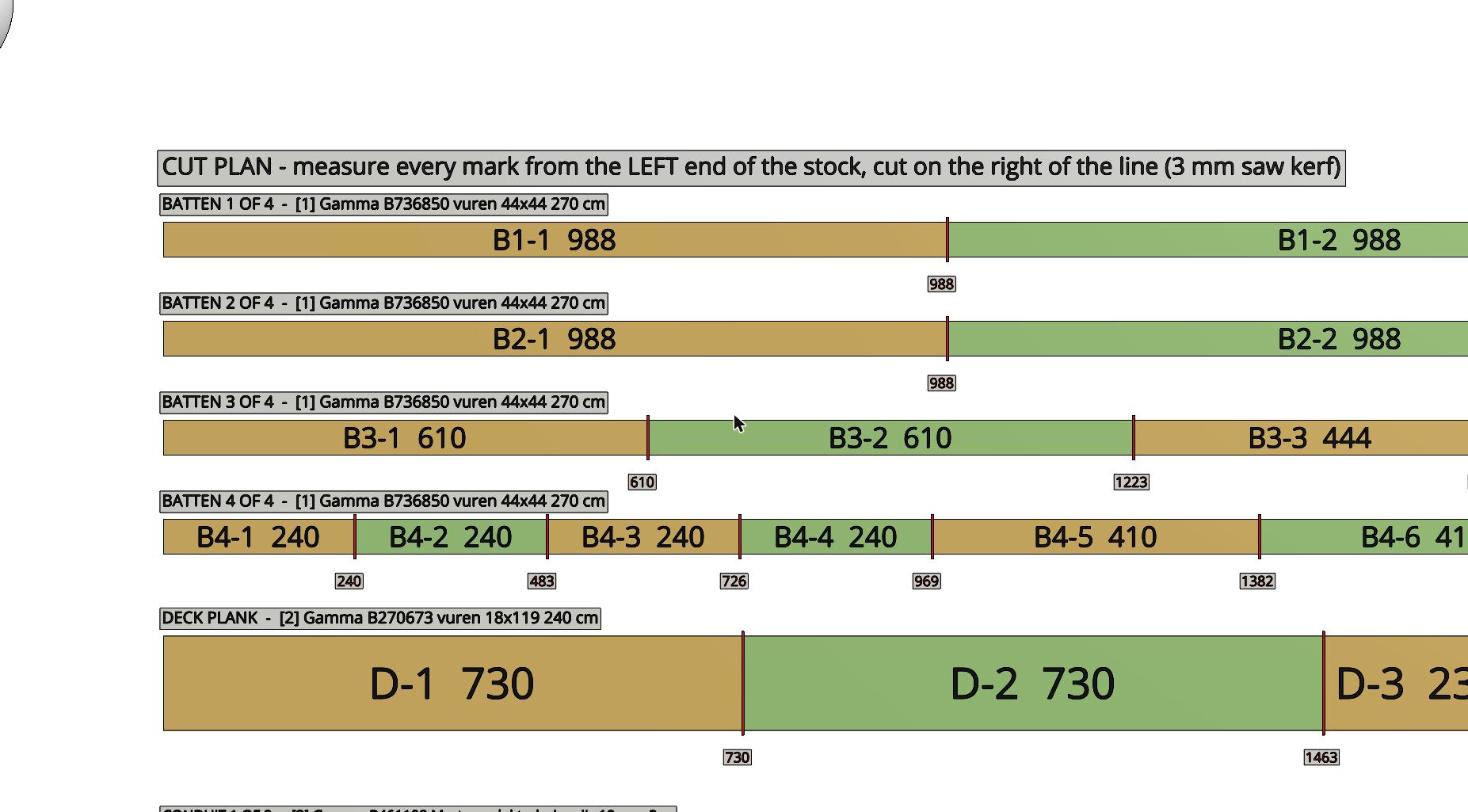 CUT PLAN - measure every mark from the LEFT end of the stock, cut on the right of the line (3 mm saw kerf)
BATTEN 1 OF 4 - [1] Gamma B736850 vuren 44x44 270 cm
B1-1 988 B1-2 988
988
BATTEN 2 OF 4 - [1] Gamma B736850 vuren 44x44 270 cm
B2-1 988 B2-2 988
988
BATTEN 3 OF 4 - [1] Gamma B736850 vuren 44x44 270 cm
B3-1 610 B3-2 610 B3-3 444
610 1223
BATTEN 4 OF 4 - [1] Gamma B736850 vuren 44x44 270 cm
B4-1 240 B4-2 240 B4-3 240 B4-4 240 B4-5 410 B4-6 41
240 483 726 969 1382
DECK PLANK - [2] Gamma B270673 vuren 18x119 240 cm
D-1 730 D-2 730 D-3 23
730 1463